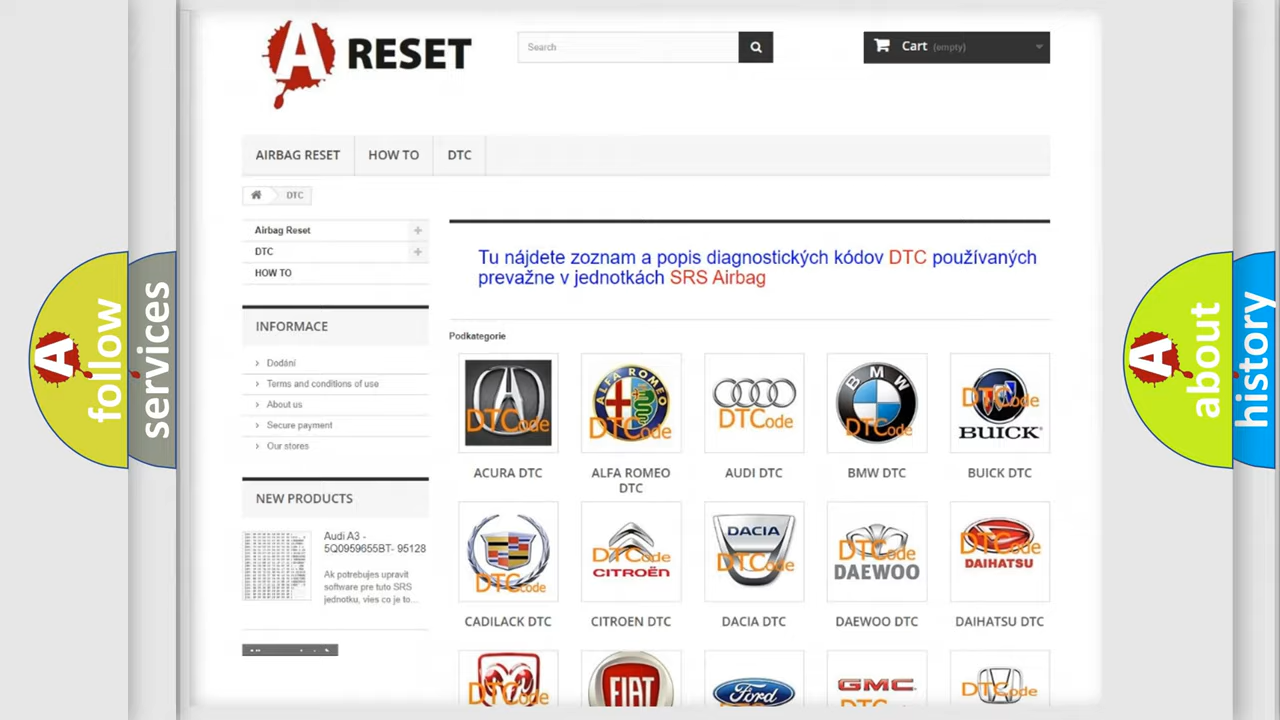 A RESET
Search
Cart (empty)
AIRBAG RESET
HOW TO
DTC
DTC
Airbag Reset
DTC
HOW TO
INFORMACE
Dodání
Terms and conditions of use
About us
Secure payment
Our stores
NEW PRODUCTS
Audi A3 -
5Q0959655BT- 95128
Ak potrebujes upravit
software pre tuto SRS
jednotku, vies co je to...
Tu nájdete zoznam a popis diagnostických kódov DTC používaných
prevažne v jednotkách SRS Airbag
Podkategorie
DTCode
ALFA ROMEO
DTCode
DTCode
BMW
DTCode
DTCode
BUICK
ACURA DTC
ALFA ROMEO
DTC
AUDI DTC
BMW DTC
BUICK DTC
DTCode
DTCode
CITROËN
DACIA
DTCode
DTCode
DAEWOO
DTCode
DAIHATSU
CADILACK DTC
CITROEN DTC
DACIA DTC
DAEWOO DTC
DAIHATSU DTC
DTCode
FIAT
Ford
GMC
DTCode
A follow
services
A about
history